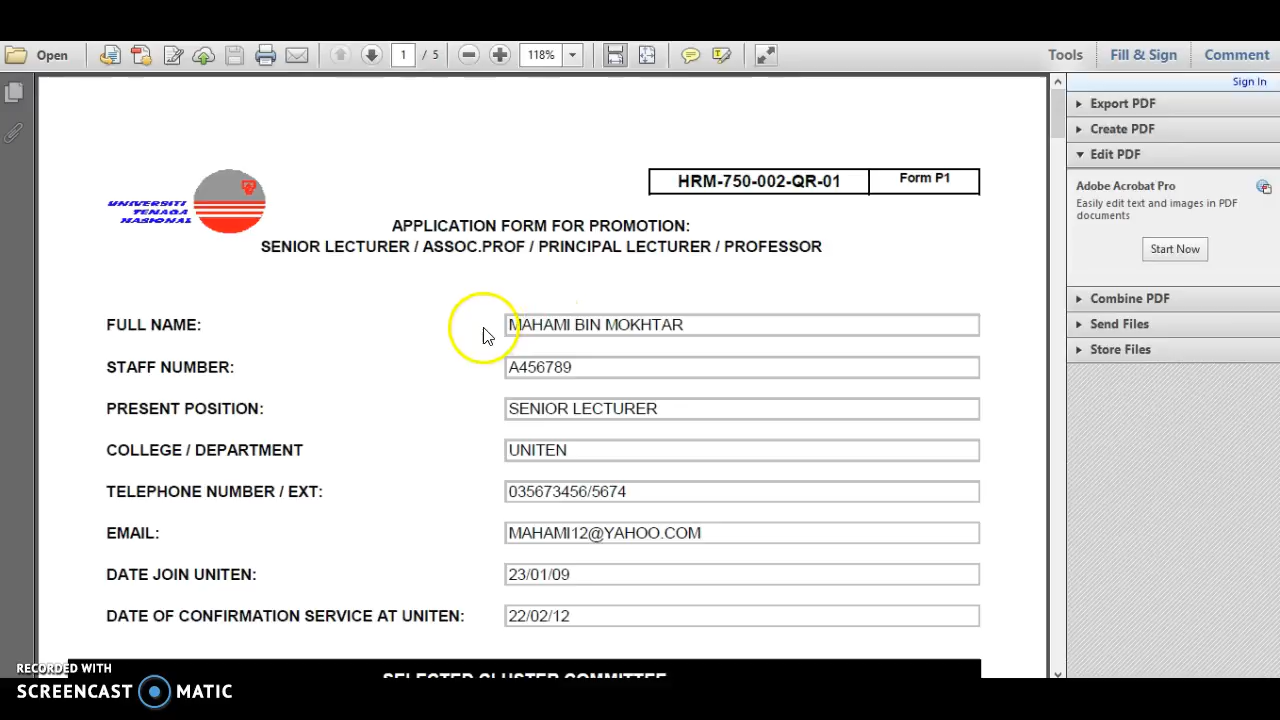 Open 1 / 5 118% Tools Fill & Sign Comment
Sign In
Export PDF
Create PDF
Edit PDF
Adobe Acrobat Pro
Easily edit text and images in PDF
documents
Start Now
Combine PDF
Send Files
Store Files
UNIVERSITI
TENAGA
NASIONAL
HRM-750-002-QR-01 Form P1
APPLICATION FORM FOR PROMOTION:
SENIOR LECTURER / ASSOC.PROF / PRINCIPAL LECTURER / PROFESSOR
FULL NAME: MAHAMI BIN MOKHTAR
STAFF NUMBER: A456789
PRESENT POSITION: SENIOR LECTURER
COLLEGE / DEPARTMENT UNITEN
TELEPHONE NUMBER / EXT: 035673456/5674
EMAIL: MAHAMI12@YAHOO.COM
DATE JOIN UNITEN: 23/01/09
DATE OF CONFIRMATION SERVICE AT UNITEN: 22/02/12
SELECTED CLUSTER COMMITTEE
RECORDED WITH
SCREENCAST MATIC